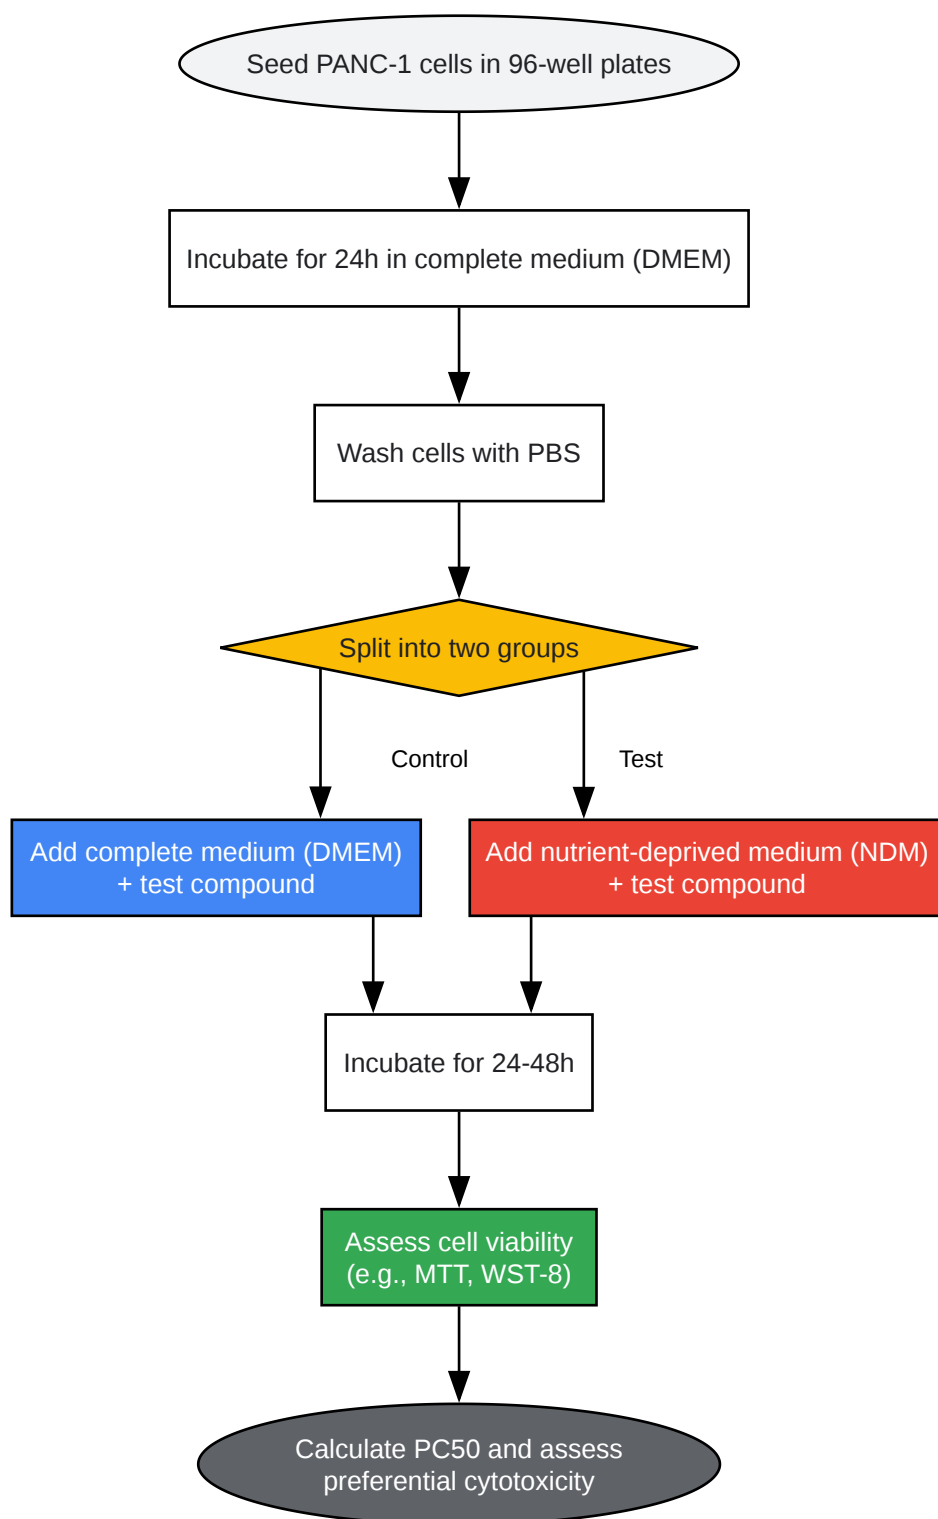 Seed PANC-1 cells in 96-well plates
Incubate for 24h in complete medium (DMEM)
Wash cells with PBS
Split into two groups
Control
Test
Add complete medium (DMEM)
+ test compound
Add nutrient-deprived medium (NDM)
+ test compound
Incubate for 24-48h
Assess cell viability
(e.g., MTT, WST-8)
Calculate PC50 and assess
preferential cytotoxicity